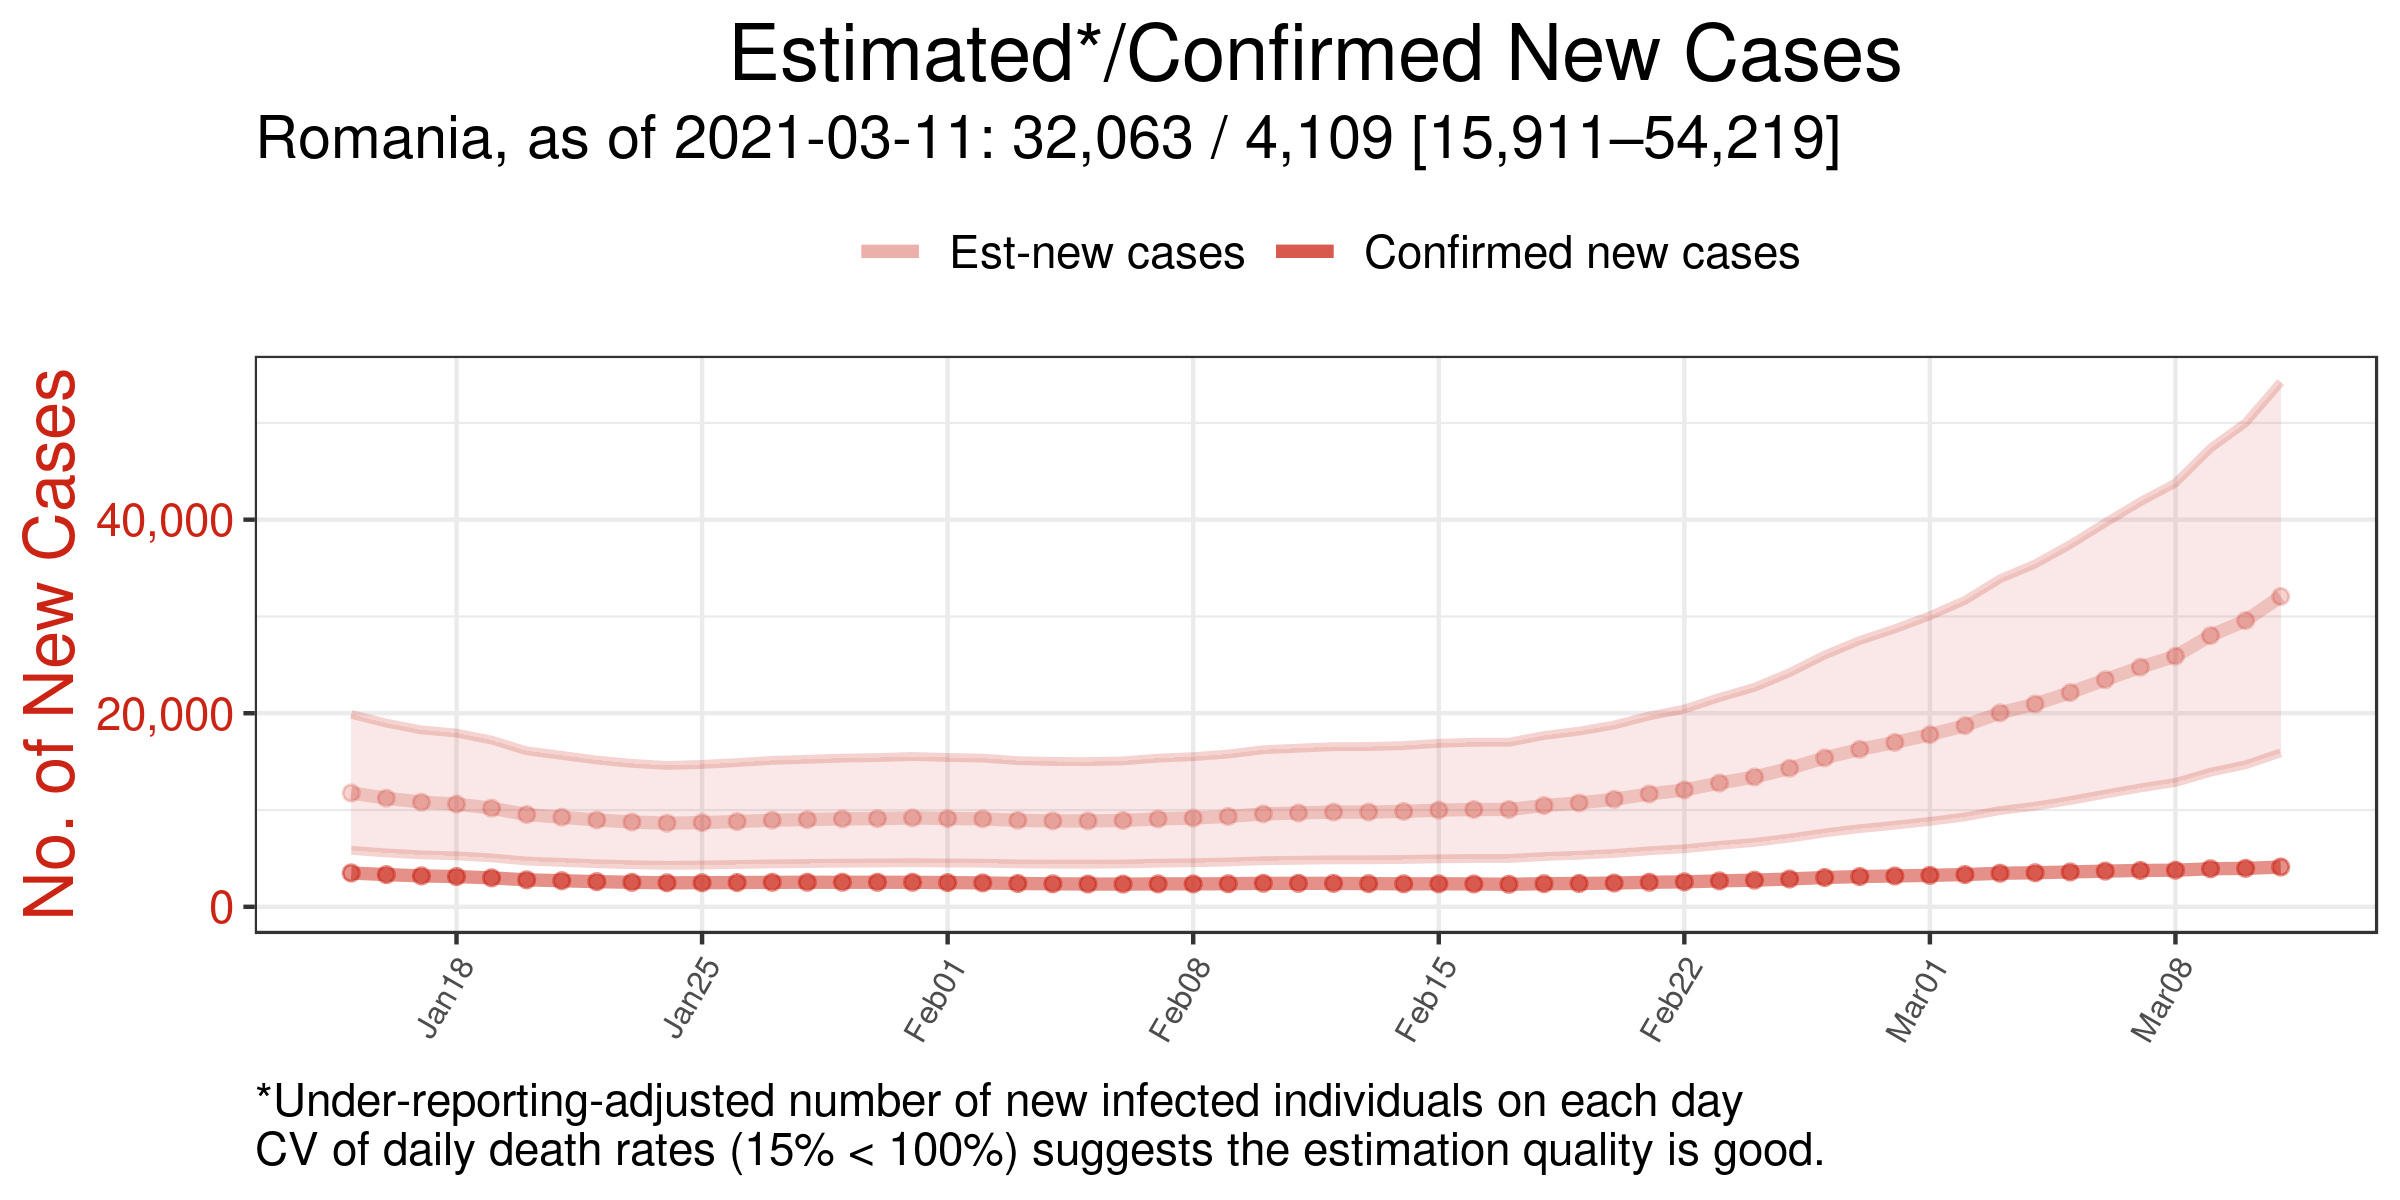 Estimated*/Confirmed New Cases
Romania, as of 2021-03-11: 32,063 / 4,109 [15,911–54,219]
Est-new cases
Confirmed new cases
No. of New Cases
40,000
20,000
0
Jan18
Jan25
Feb01
Feb08
Feb15
Feb22
Mar01
Mar08
*Under-reporting-adjusted number of new infected individuals on each day
CV of daily death rates (15% < 100%) suggests the estimation quality is good.